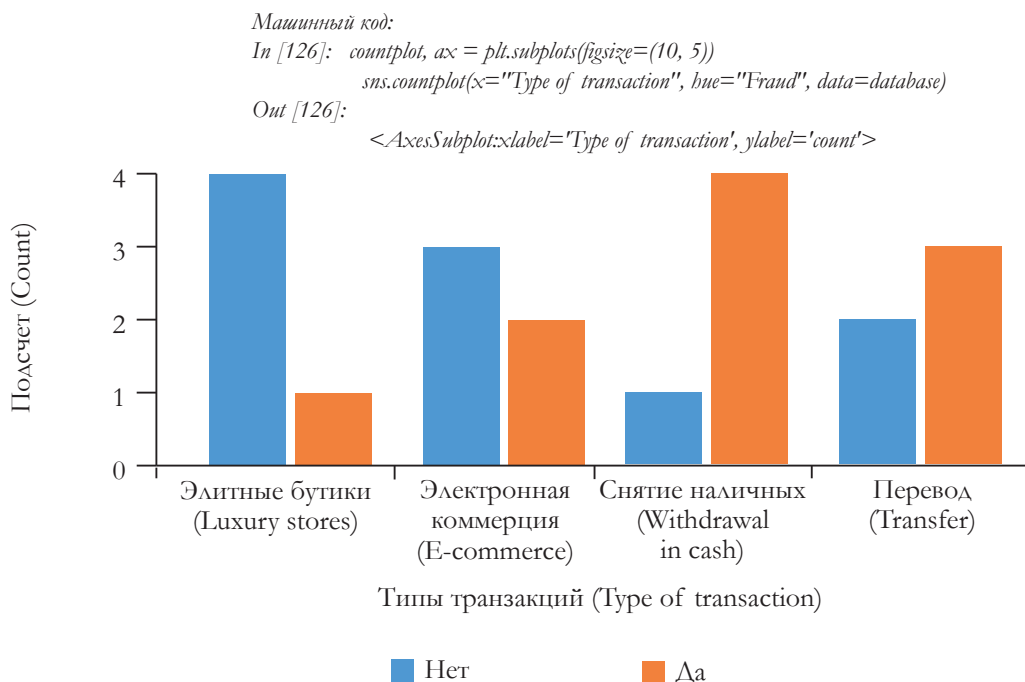 Машинный код:
In [126]: countplot, ax = plt.subplots(figsize=(10, 5))
sns.countplot(x="Type of transaction", hue="Fraud", data=database)
Out [126]:
<AxesSubplot:xlabel='Type of transaction', ylabel='count'>
Подсчет (Count)
4
3
2
1
0
Элитные бутики
(Luxury stores)
Электронная
коммерция
(E-commerce)
Снятие наличных
(Withdrawal
in cash)
Перевод
(Transfer)
Типы транзакций (Type of transaction)
Нет
Да